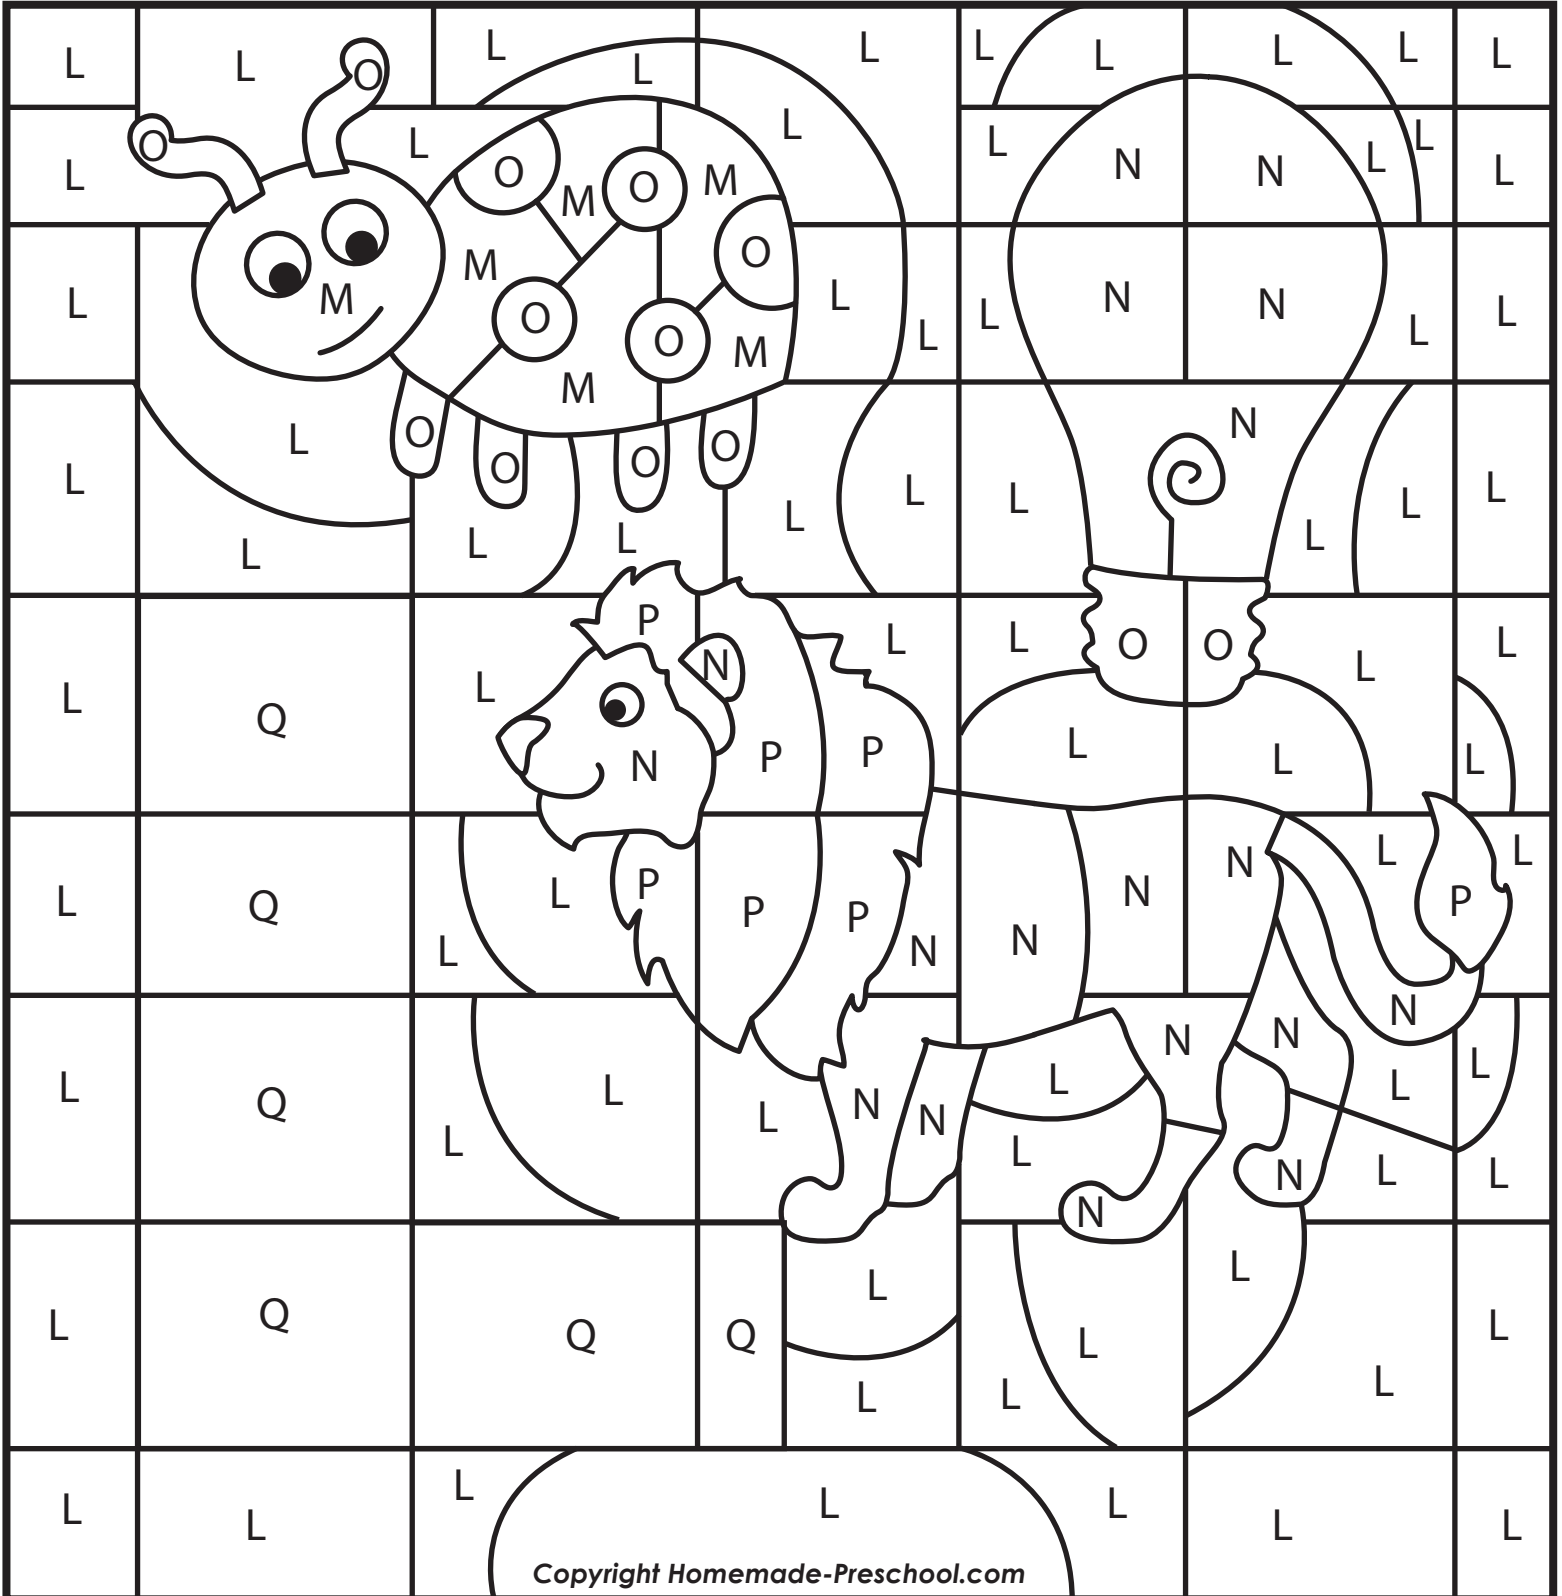 L L L L L L L L L
O O
L L L L N N L L L
O M O M
M O
L M L L L N N L L
O O M
M
L L O O O O L L L N L L L
L L L
P L L O O L L
L Q L N
N P P L L L
L Q L P P P N N N N L P L
L
L Q L L L N N L N N N L L
L L L
N N
L Q Q Q L L L L L
L L L
L L L L L L L
Copyright Homemade-Preschool.com